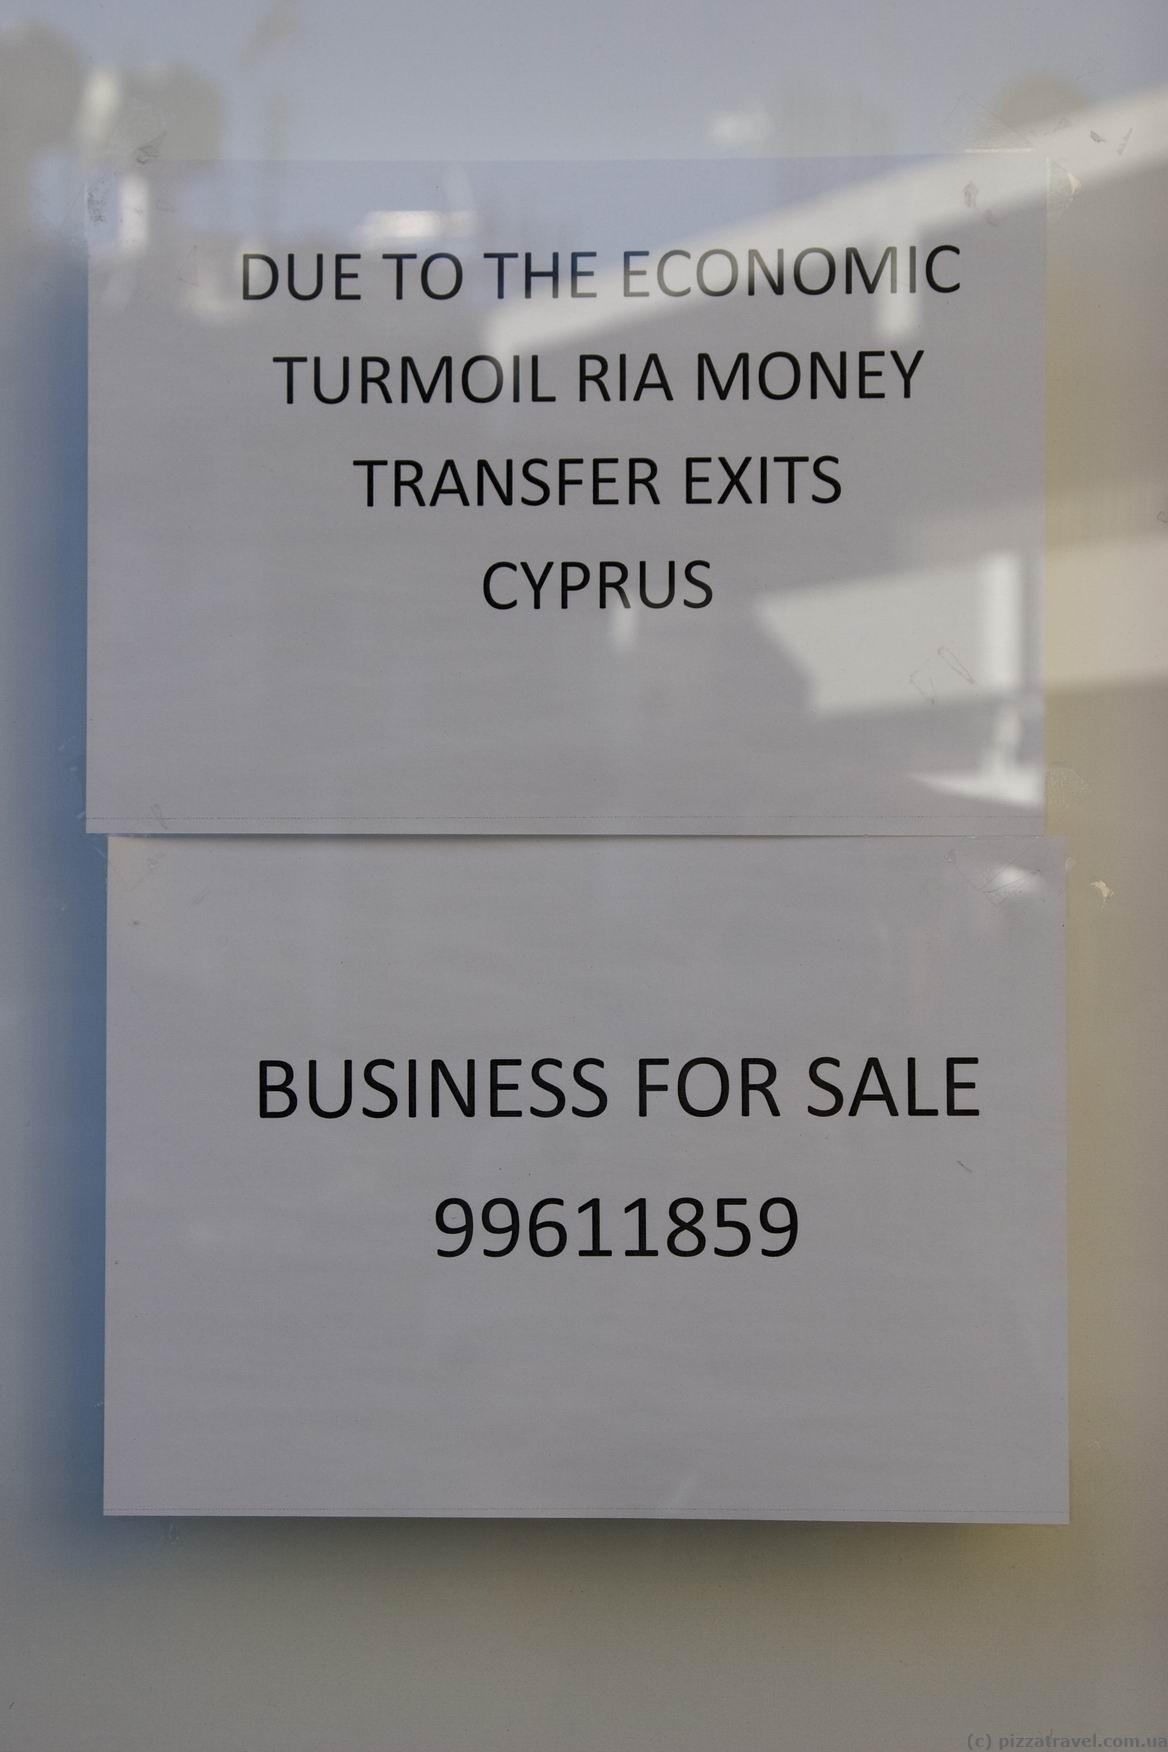 DUE TO THE ECONOMIC
TURMOIL RIA MONEY
TRANSFER EXITS
CYPRUS
BUSINESS FOR SALE
99611859
(c) pizzatravel.com.ua